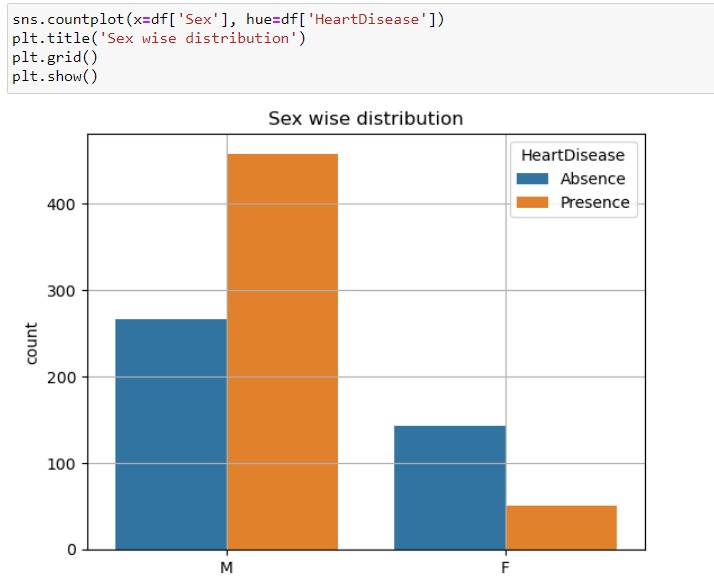 sns.countplot(x=df['Sex'], hue=df['HeartDisease'])
plt.title('Sex wise distribution')
plt.grid()
plt.show()
Sex wise distribution
HeartDisease
Absence
Presence
400
300
200
100
0
count
M F